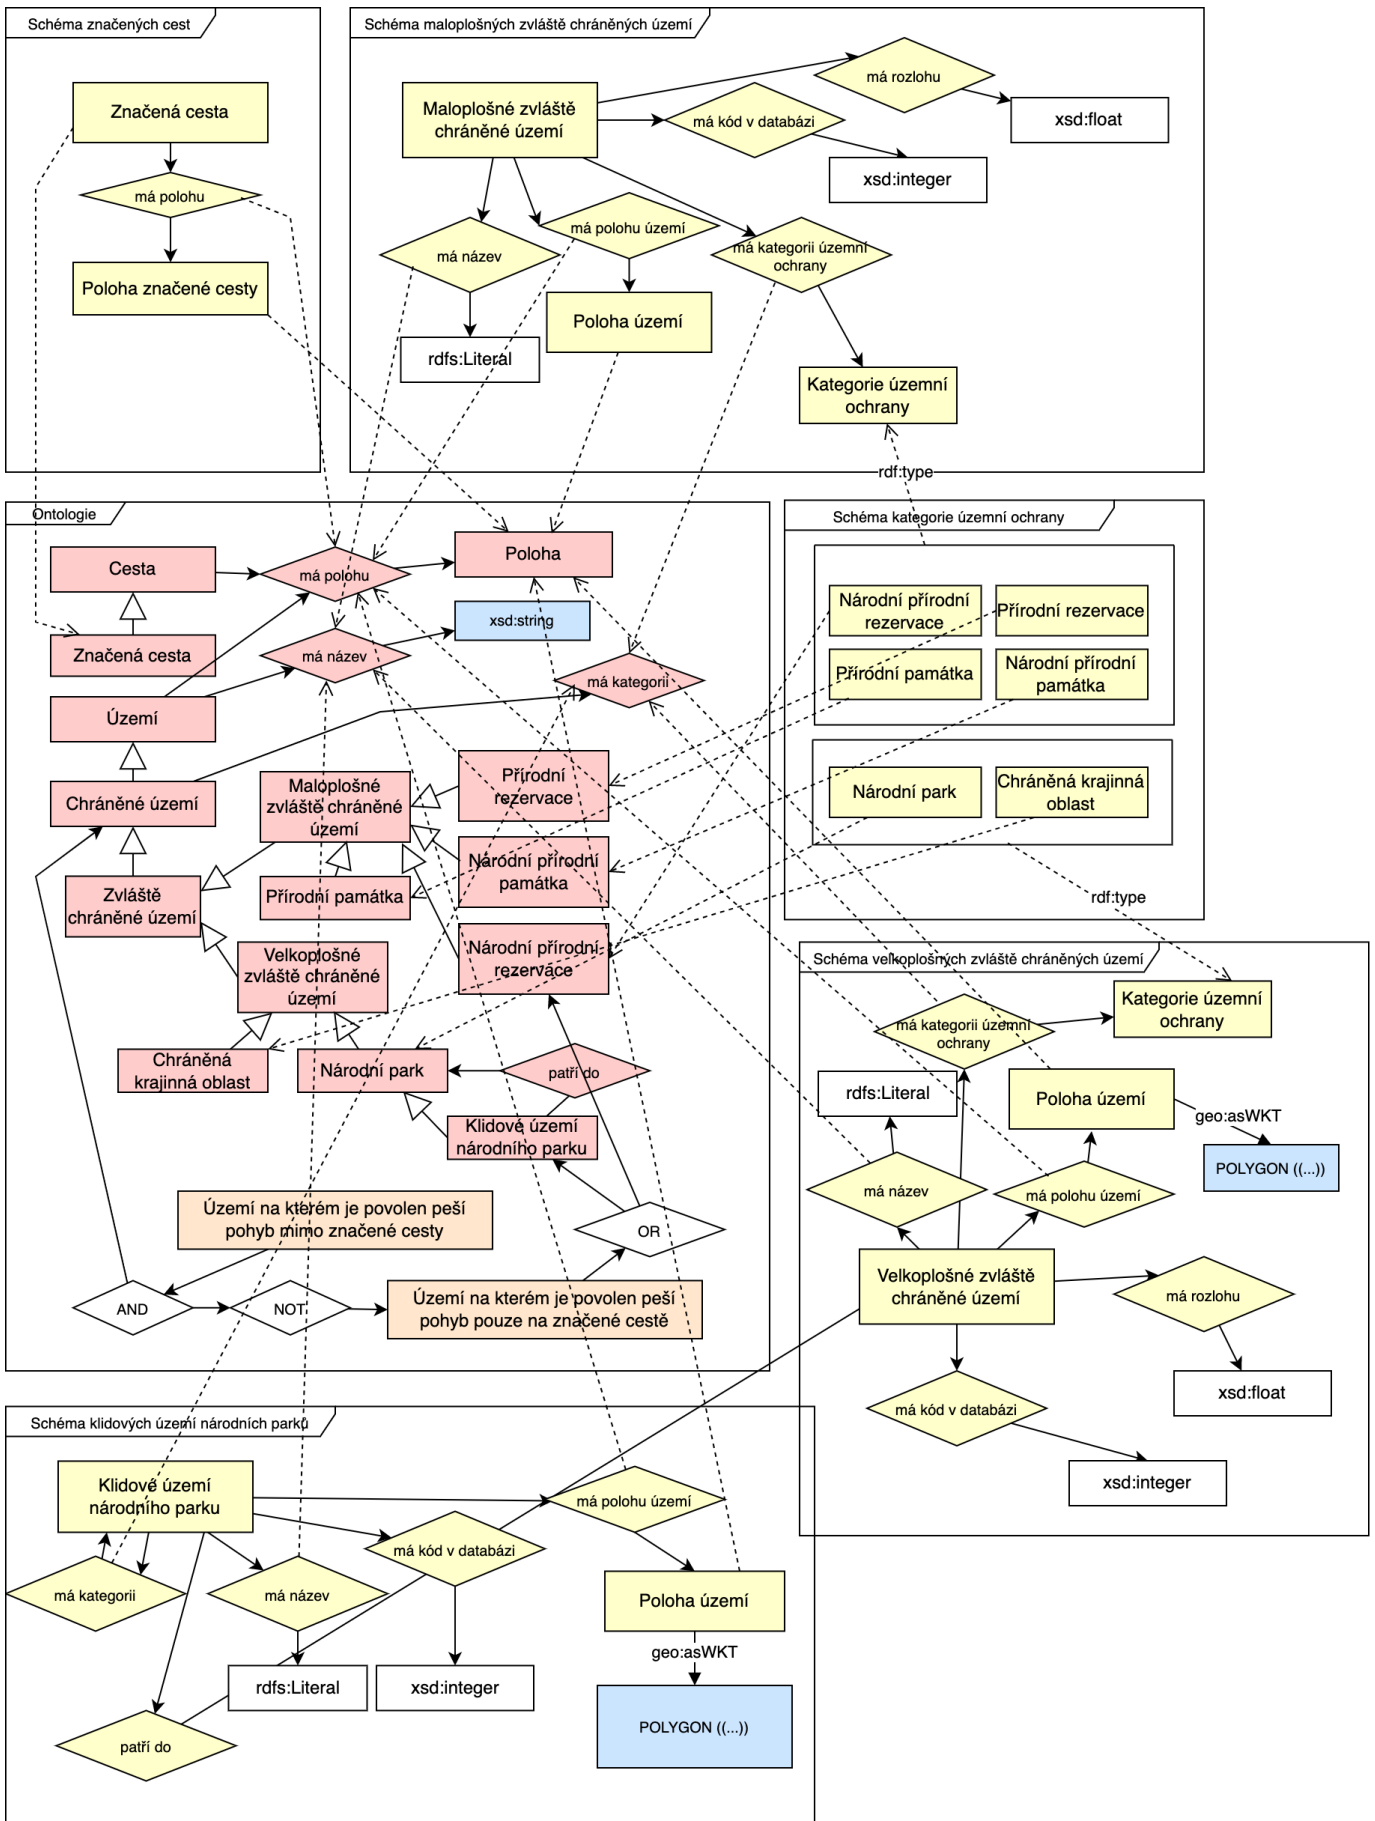 Schéma značených cest
Značená cesta
má polohu
Poloha značené cesty
Schéma maloplošných zvláště chráněných území
Maloplošné zvláště
chráněné území
má rozlohu
xsd:float
má kód v databázi
xsd:integer
má název
rdfs:Literal
má polohu území
Poloha území
má kategorii územní
ochrany
Kategorie územní
ochrany
rdf:type
Ontologie
Cesta
má polohu
Poloha
xsd:string
Značená cesta
má název
má kategorii
Území
Chráněné území
Maloplošné
zvláště chráněné
území
Přírodní
rezervace
Národní přírodní
památka
Přírodní památka
Zvláště
chráněné území
Národní přírodní
rezervace
Velkoplošné
zvláště chráněné
území
Chráněná
krajinná oblast
Národní park
patří do
Klidové území
národního parku
Území na kterém je povolen peší
pohyb mimo značené cesty
OR
AND
NOT
Území na kterém je povolen peší
pohyb pouze na značené cestě
Schéma kategorie územní ochrany
Národní přírodní
rezervace
Přírodní rezervace
Přírodní památka
Národní přírodní
památka
Národní park
Chráněná krajinná
oblast
rdf:type
Schéma velkoplošných zvláště chráněných území
Kategorie územní
ochrany
má kategorii územní
ochrany
rdfs:Literal
Poloha území
geo:asWKT
POLYGON ((...))
má název
má polohu území
Velkoplošné zvláště
chráněné území
má rozlohu
xsd:float
má kód v databázi
xsd:integer
Schéma klidových území národních parků
Klidové území
národního parku
má polohu území
má kód v databázi
má kategorii
má název
Poloha území
geo:asWKT
rdfs:Literal
xsd:integer
POLYGON ((...))
patří do